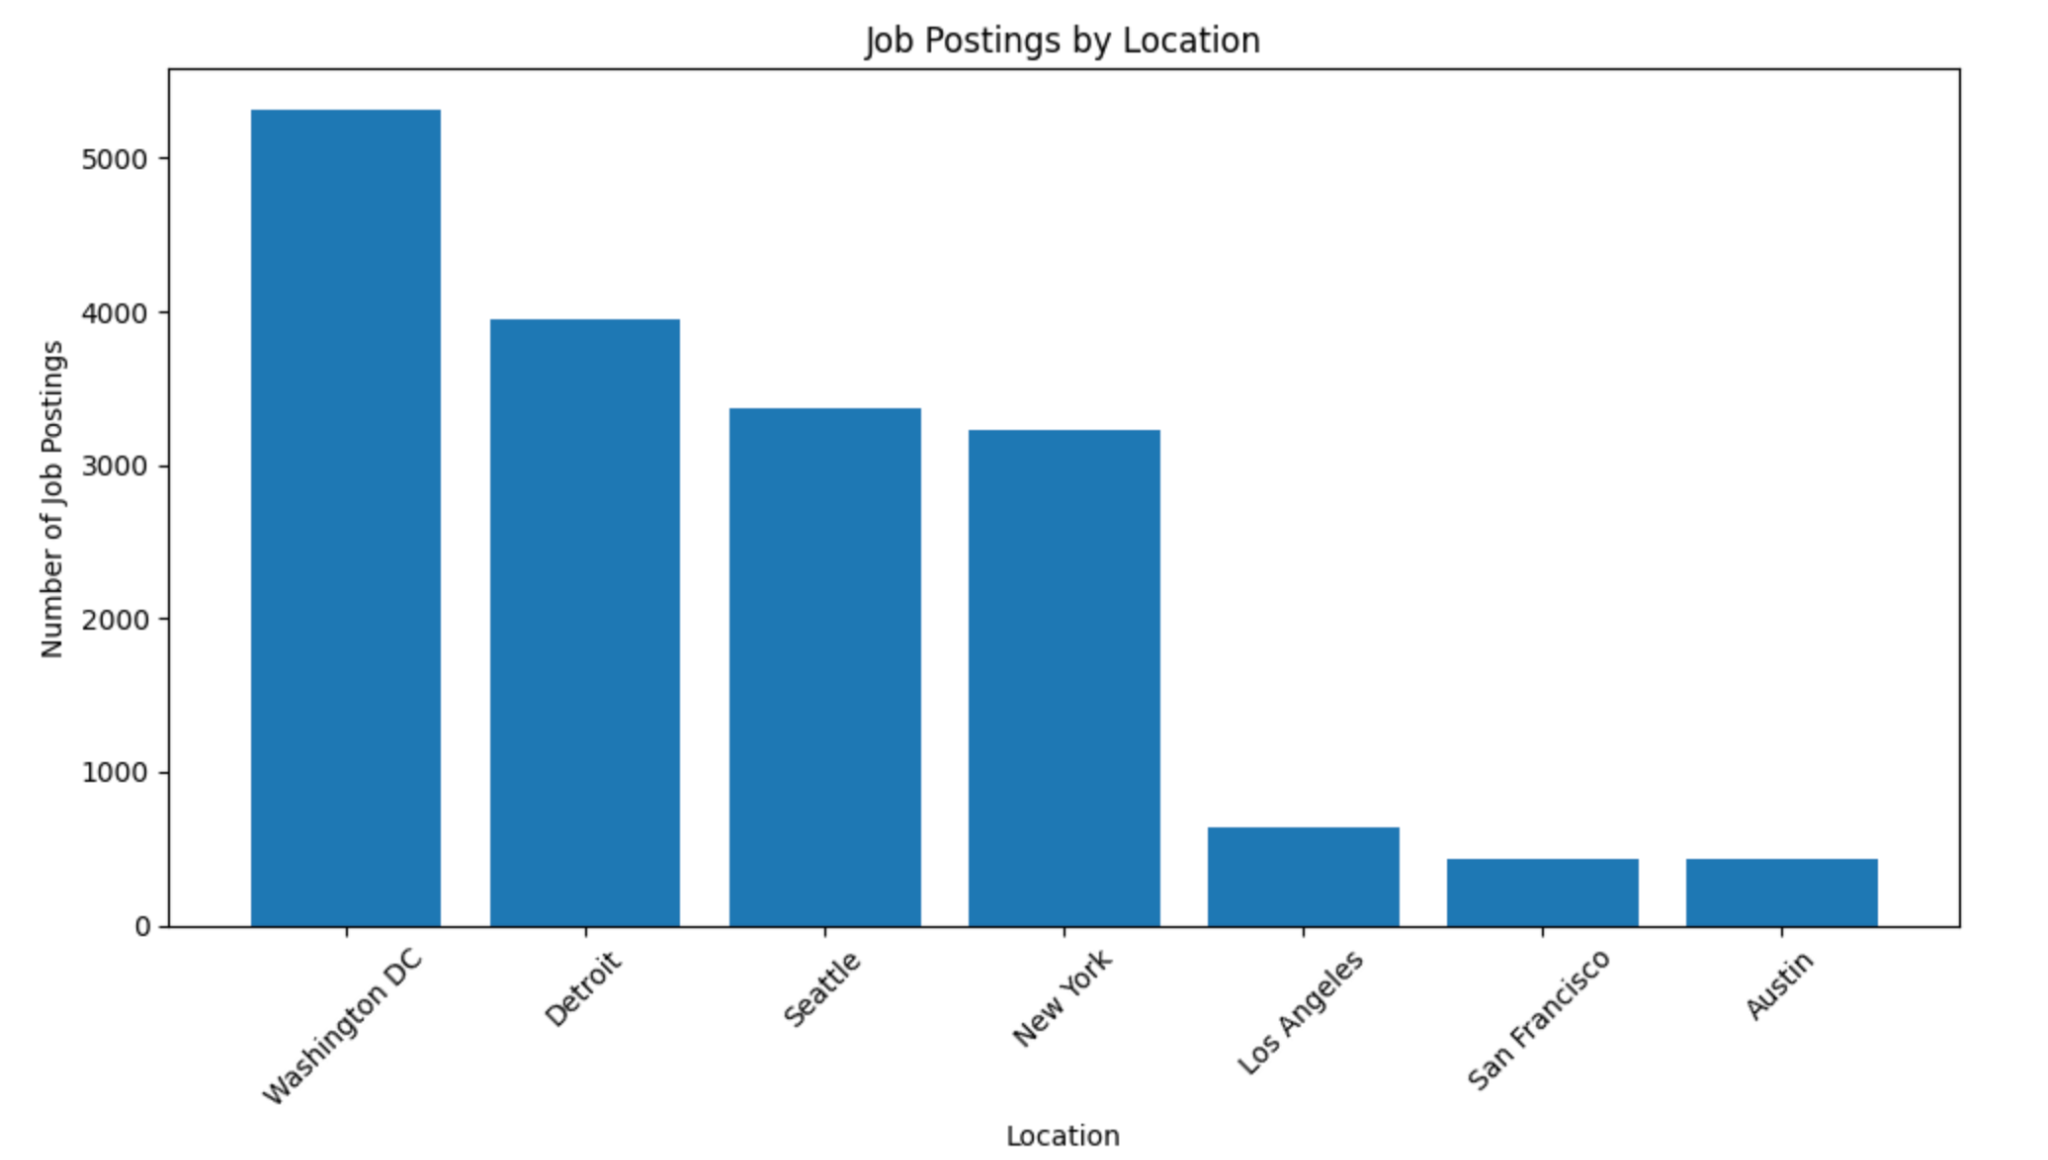 Job Postings by Location
Number of Job Postings
5000
4000
3000
2000
1000
0
Washington DC
Detroit
Seattle
New York
Los Angeles
San Francisco
Austin
Location